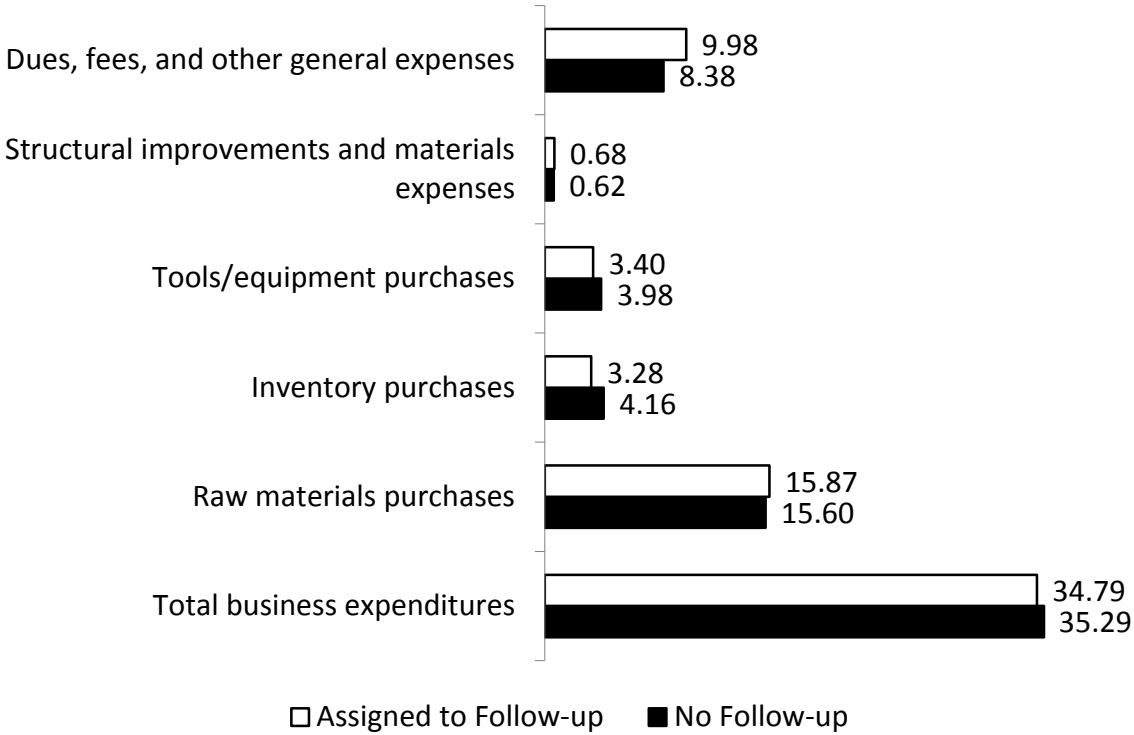 Dues, fees, and other general expenses
9.98
8.38
Structural improvements and materials
expenses
0.68
0.62
Tools/equipment purchases
3.40
3.98
Inventory purchases
3.28
4.16
Raw materials purchases
15.87
15.60
Total business expenditures
34.79
35.29
Assigned to Follow-up No Follow-up